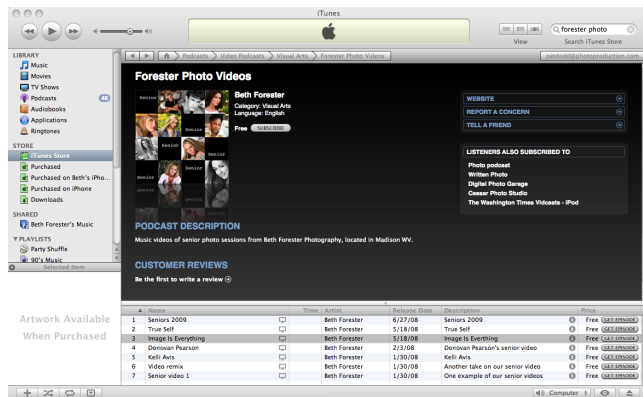 iTunes
View
forester photo
Search iTunes Store
LIBRARY
Music
Movies
TV Shows
Podcasts 48
Audiobooks
Applications
Ringtones
STORE
iTunes Store
Purchased
Purchased on Beth's iPho...
Purchased on iPhone
Downloads
SHARED
Beth Forester's Music
PLAYLISTS
Party Shuffle
90's Music
Selected Item
Artwork Available
When Purchased
Podcasts Video Podcasts Visual Arts Forester Photo Videos
patdodd@photoproduction.com
Forester Photo Videos
Senior
Senior
Senior
Senior
Senior
Beth Forester
Category: Visual Arts
Language: English
Free SUBSCRIBE
WEBSITE
REPORT A CONCERN
TELL A FRIEND
LISTENERS ALSO SUBSCRIBED TO
Photo podcast
Written Photo
Digital Photo Garage
Caesar Photo Studio
The Washington Times Vidcasts - iPod
PODCAST DESCRIPTION
Music videos of senior photo sessions from Beth Forester Photography, located in Madison WV.
CUSTOMER REVIEWS
Be the first to write a review
Name Time Artist Release Date Description Price
1 Seniors 2009 Beth Forester 6/27/08 Seniors 2009 Free GET EPISODE
2 True Self Beth Forester 5/18/08 True Self Free GET EPISODE
3 Image Is Everything Beth Forester 5/18/08 Image Is Everything Free GET EPISODE
4 Donovan Pearson Beth Forester 2/3/08 Donovan Pearson's senior video Free GET EPISODE
5 Kelli Avis Beth Forester 1/30/08 Kelli Avis Free GET EPISODE
6 Video remix Beth Forester 1/30/08 Another take on our senior video Free GET EPISODE
7 Senior video 1 Beth Forester 1/30/08 One example of our senior videos Free GET EPISODE
Computer